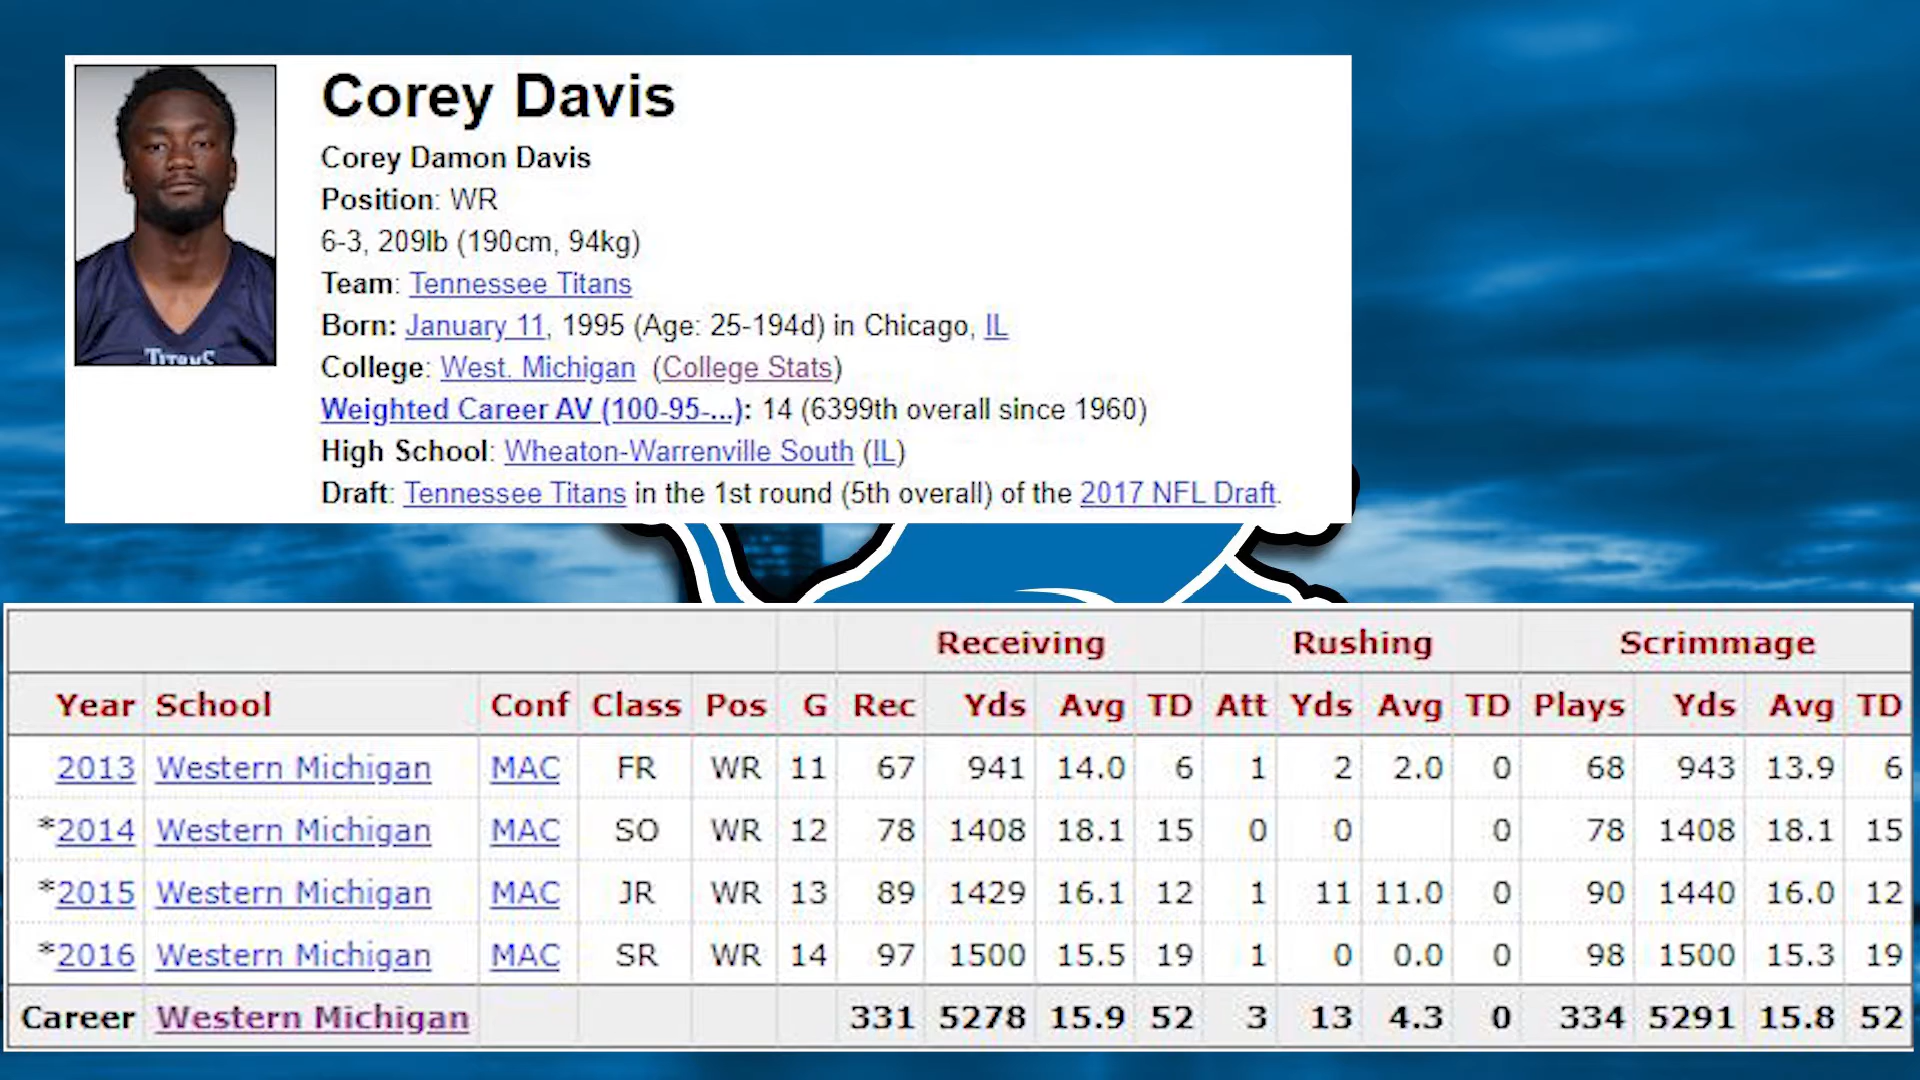 Corey Davis
Corey Damon Davis
Position: WR
6-3, 209lb (190cm, 94kg)
Team: Tennessee Titans
Born: January 11, 1995 (Age: 25-194d) in Chicago, IL
College: West. Michigan (College Stats)
Weighted Career AV (100-95-...): 14 (6399th overall since 1960)
High School: Wheaton-Warrenville South (IL)
Draft: Tennessee Titans in the 1st round (5th overall) of the 2017 NFL Draft.
TITANS
Receiving Rushing Scrimmage
Year School Conf Class Pos G Rec Yds Avg TD Att Yds Avg TD Plays Yds Avg TD
2013 Western Michigan MAC FR WR 11 67 941 14.0 6 1 2 2.0 0 68 943 13.9 6
*2014 Western Michigan MAC SO WR 12 78 1408 18.1 15 0 0 0 78 1408 18.1 15
*2015 Western Michigan MAC JR WR 13 89 1429 16.1 12 1 11 11.0 0 90 1440 16.0 12
*2016 Western Michigan MAC SR WR 14 97 1500 15.5 19 1 0 0.0 0 98 1500 15.3 19
Career Western Michigan 331 5278 15.9 52 3 13 4.3 0 334 5291 15.8 52